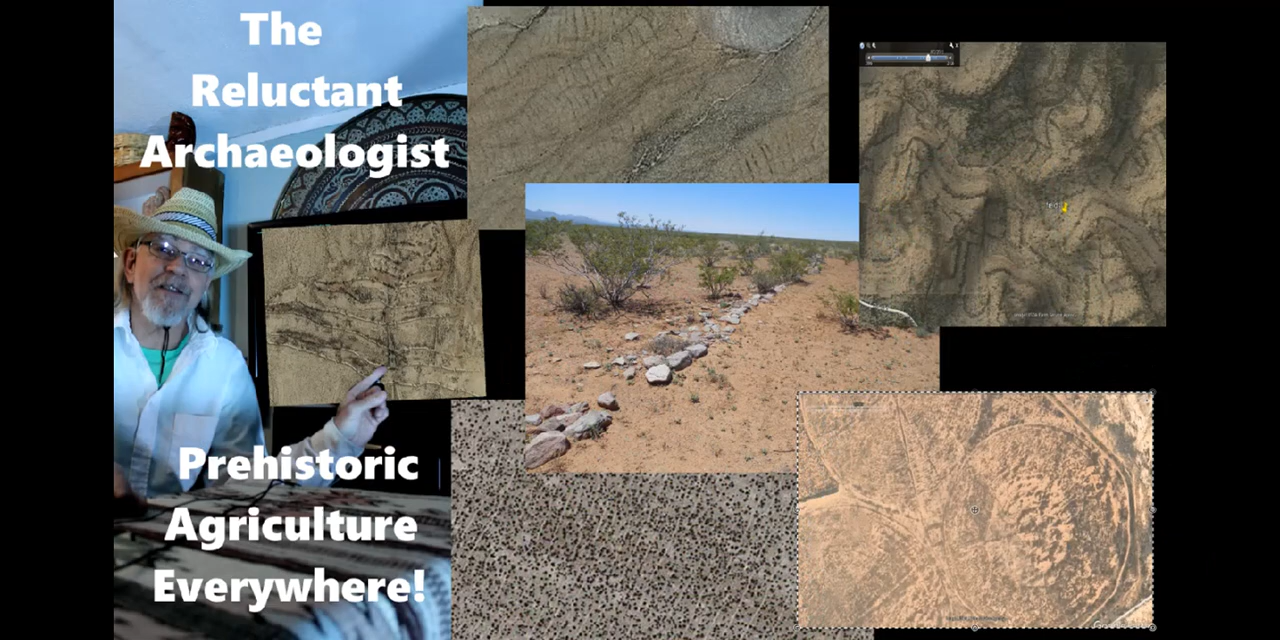 The
Reluctant
Archaeologist
Prehistoric
Agriculture
Everywhere!